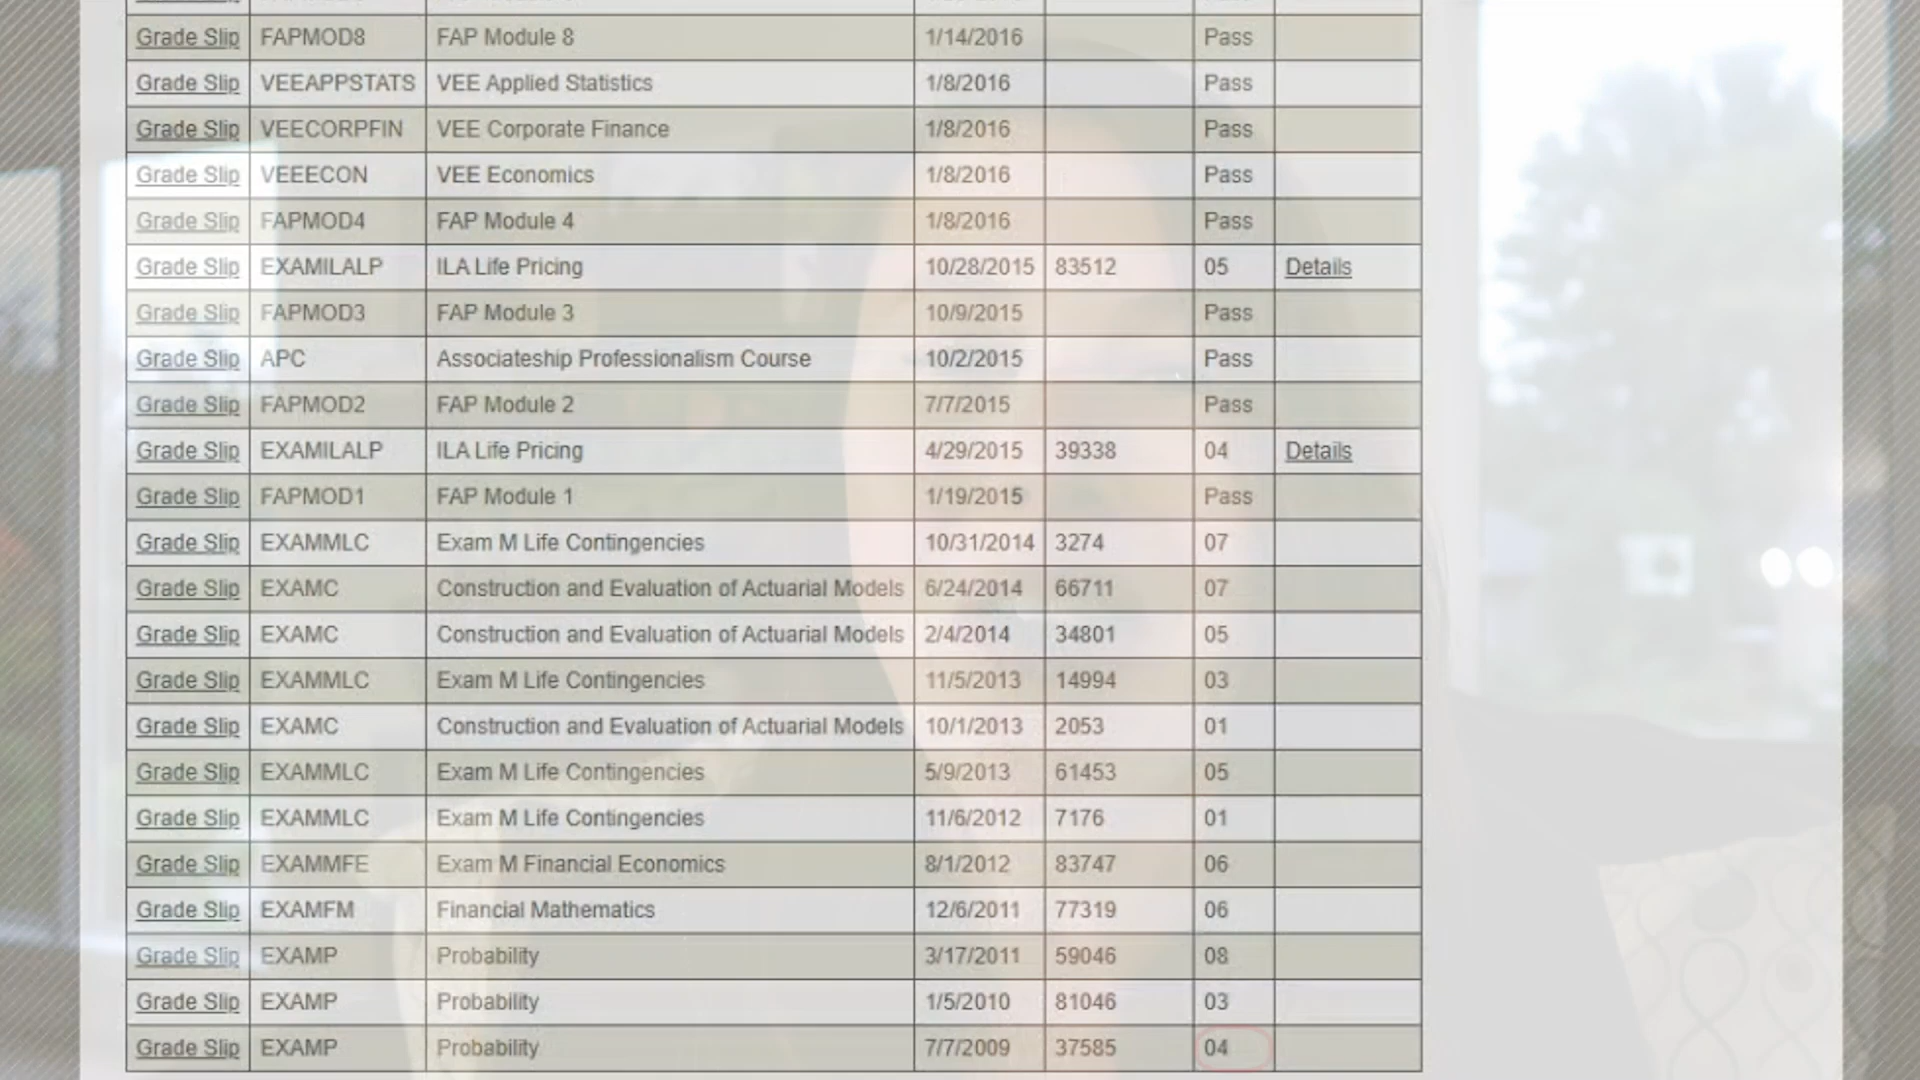 Grade Slip FAPMOD8 FAP Module 8 1/14/2016 Pass
Grade Slip VEEAPPSTATS VEE Applied Statistics 1/8/2016 Pass
Grade Slip VEECORPFIN VEE Corporate Finance 1/8/2016 Pass
Grade Slip VEEECON VEE Economics 1/8/2016 Pass
Grade Slip FAPMOD4 FAP Module 4 1/8/2016 Pass
Grade Slip EXAMILALP ILA Life Pricing 10/28/2015 83512 05 Details
Grade Slip FAPMOD3 FAP Module 3 10/9/2015 Pass
Grade Slip APC Associateship Professionalism Course 10/2/2015 Pass
Grade Slip FAPMOD2 FAP Module 2 7/7/2015 Pass
Grade Slip EXAMILALP ILA Life Pricing 4/29/2015 39338 04 Details
Grade Slip FAPMOD1 FAP Module 1 1/19/2015 Pass
Grade Slip EXAMMLC Exam M Life Contingencies 10/31/2014 3274 07
Grade Slip EXAMC Construction and Evaluation of Actuarial Models 6/24/2014 66711 07
Grade Slip EXAMC Construction and Evaluation of Actuarial Models 2/4/2014 34801 05
Grade Slip EXAMMLC Exam M Life Contingencies 11/5/2013 14994 03
Grade Slip EXAMC Construction and Evaluation of Actuarial Models 10/1/2013 2053 01
Grade Slip EXAMMLC Exam M Life Contingencies 5/9/2013 61453 05
Grade Slip EXAMMLC Exam M Life Contingencies 11/6/2012 7176 01
Grade Slip EXAMMFE Exam M Financial Economics 8/1/2012 83747 06
Grade Slip EXAMFM Financial Mathematics 12/6/2011 77319 06
Grade Slip EXAMP Probability 3/17/2011 59046 08
Grade Slip EXAMP Probability 1/5/2010 81046 03
Grade Slip EXAMP Probability 7/7/2009 37585 04